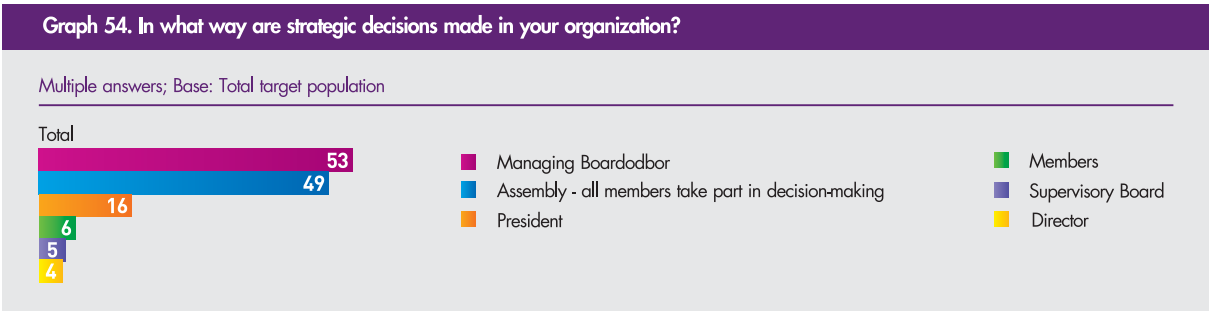 Graph 54. In what way are strategic decisions made in your organization?
Multiple answers; Base: Total target population
Total
53
49
16
6
5
4
Managing Boardodbor
Assembly - all members take part in decision-making
President
Members
Supervisory Board
Director